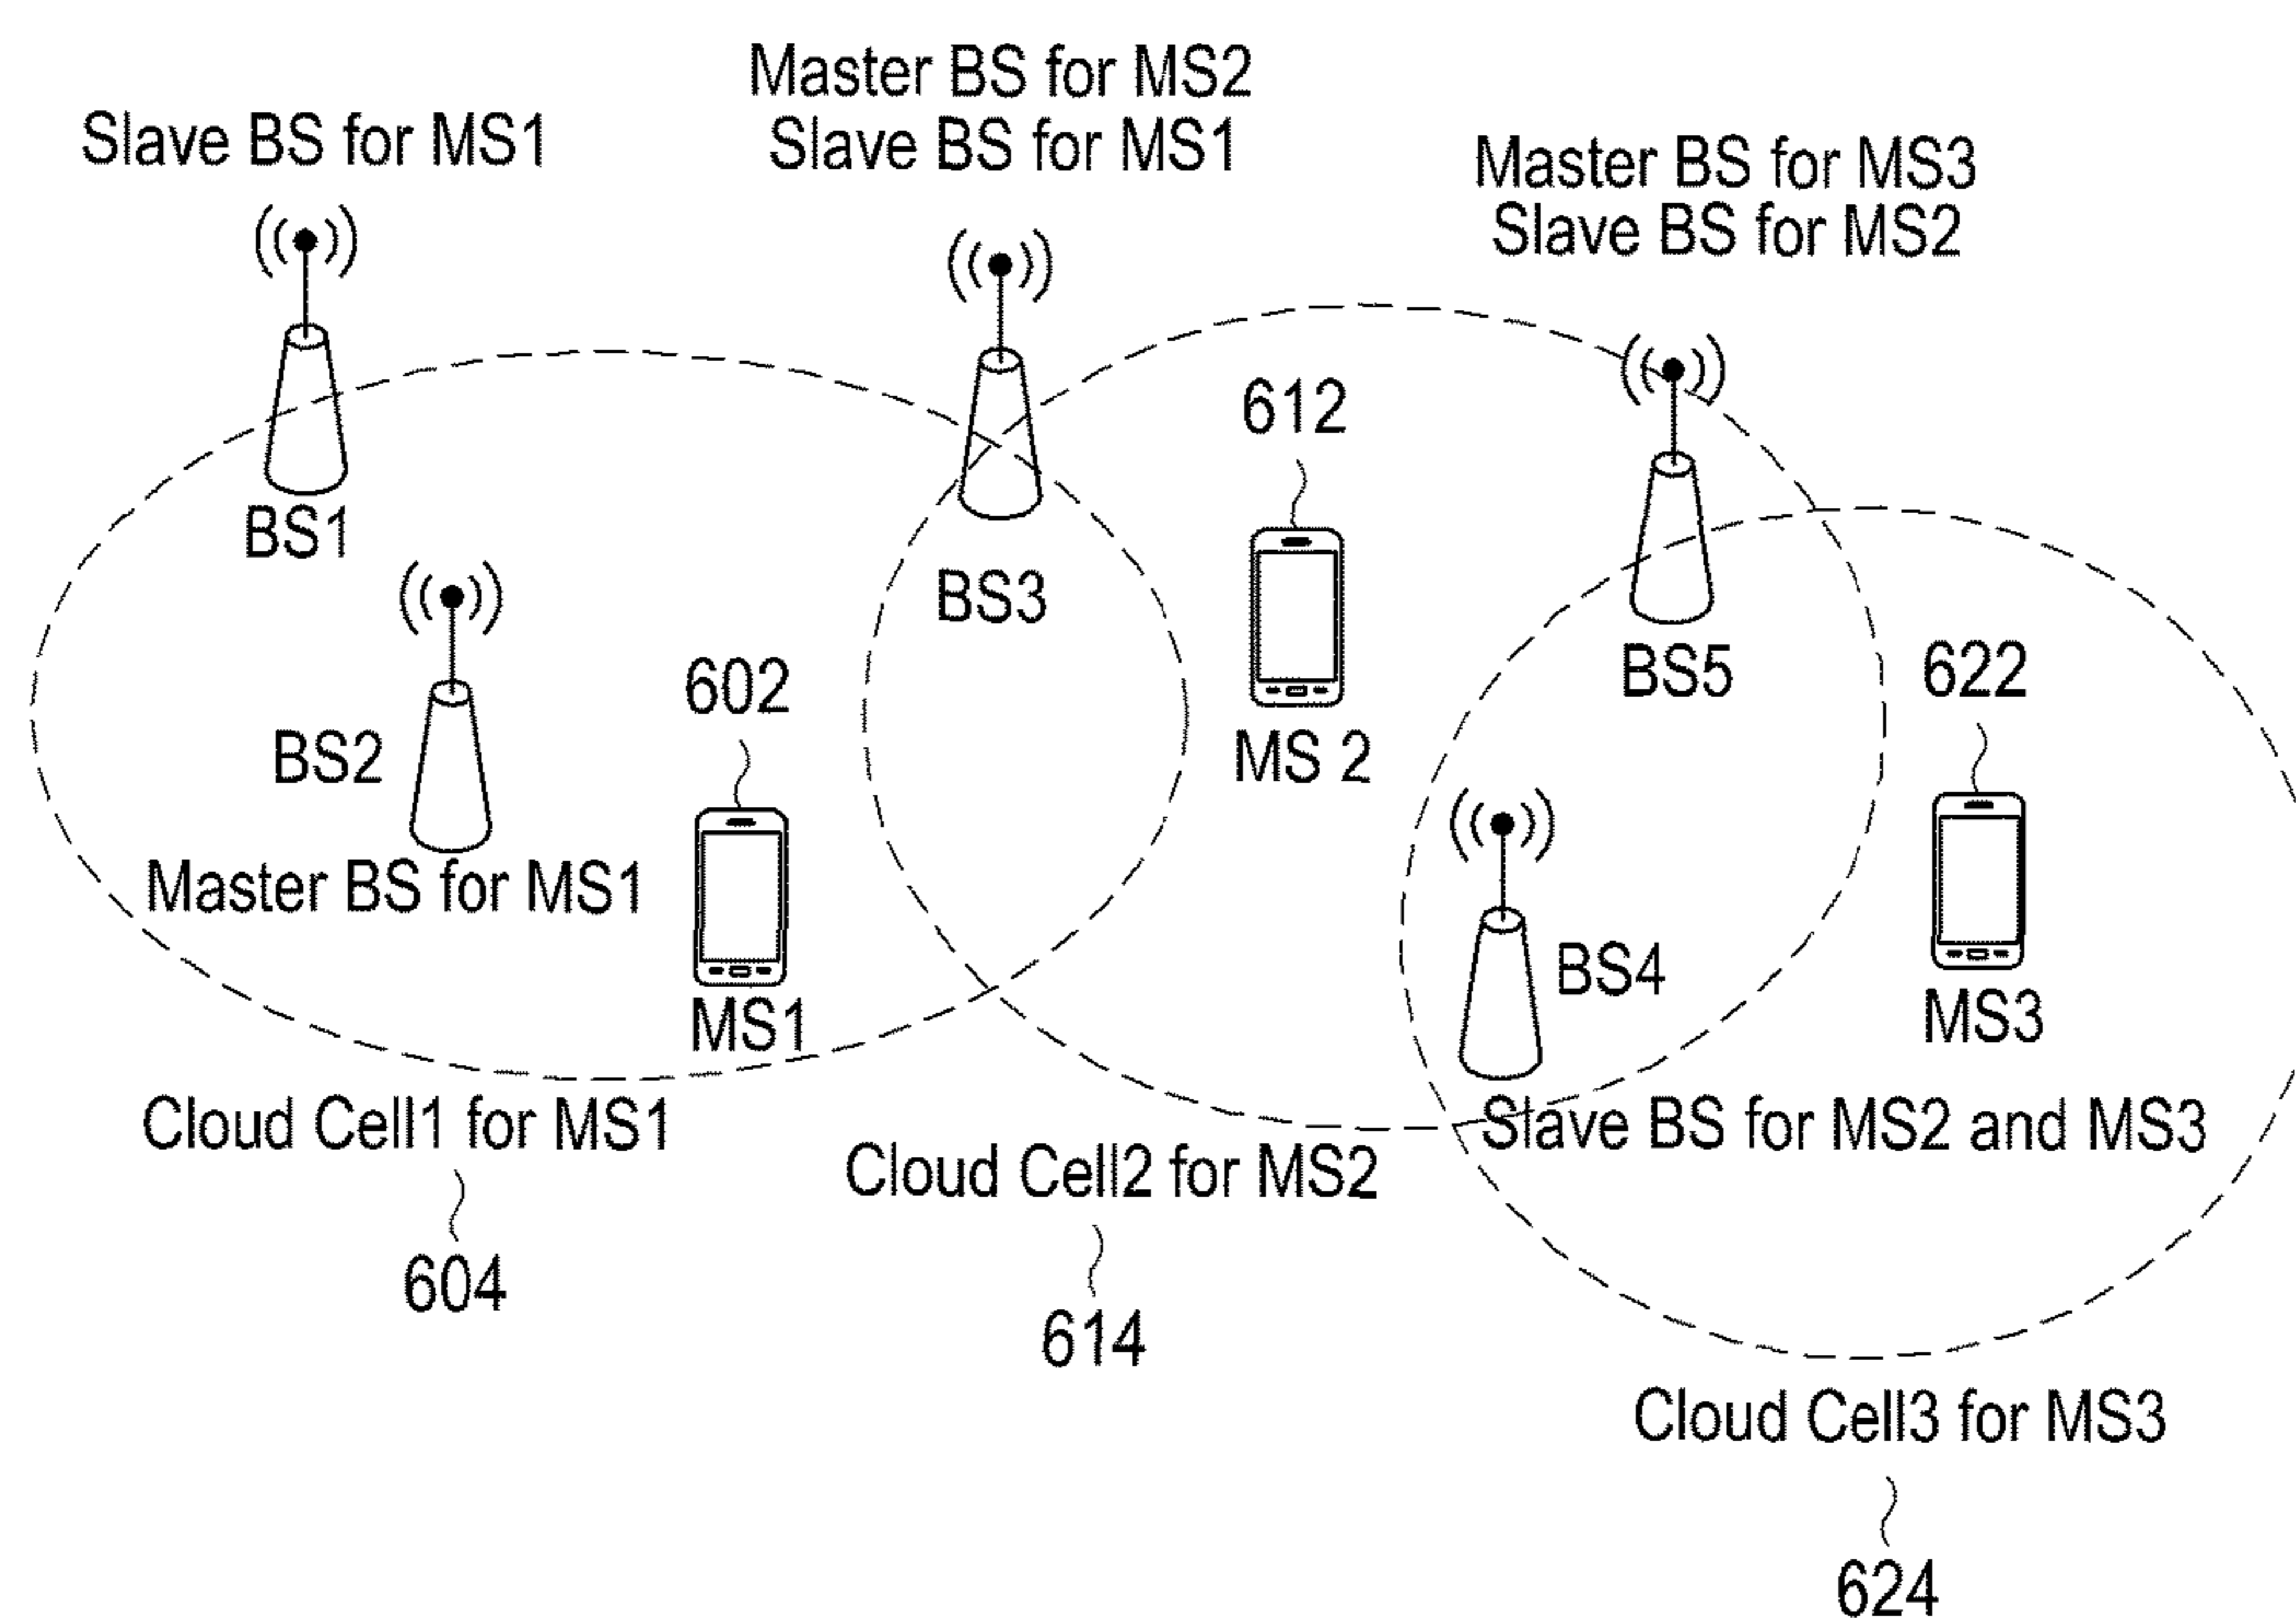 Master BS for MS2
Slave BS for MS1
Slave BS for MS1
Master BS for MS3
Slave BS for MS2
612
BS1
BS3
602
BS5
622
BS2
MS 2
Master BS for MS1
BS4
MS1
MS3
Cloud Cell1 for MS1
Slave BS for MS2 and MS3
Cloud Cell2 for MS2
604
614
Cloud Cell3 for MS3
624